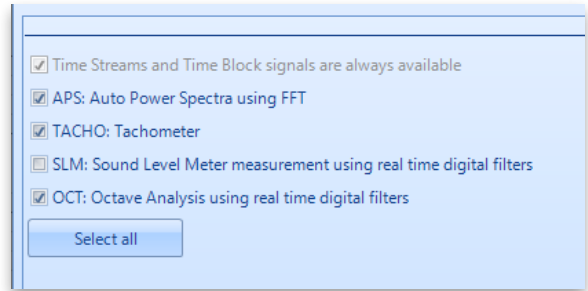 Time Streams and Time Block signals are always available
APS: Auto Power Spectra using FFT
TACHO: Tachometer
SLM: Sound Level Meter measurement using real time digital filters
OCT: Octave Analysis using real time digital filters
Select all